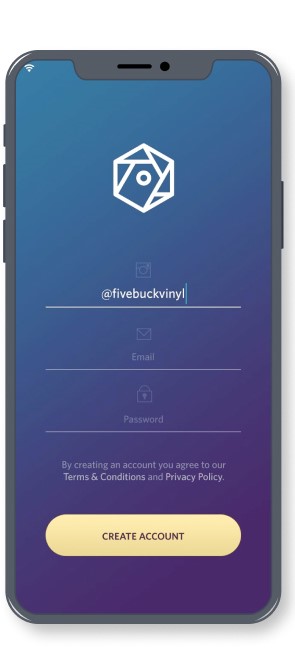 @fivebuckvinyl
Email
Password
By creating an account you agree to our
Terms & Conditions and Privacy Policy.
CREATE ACCOUNT